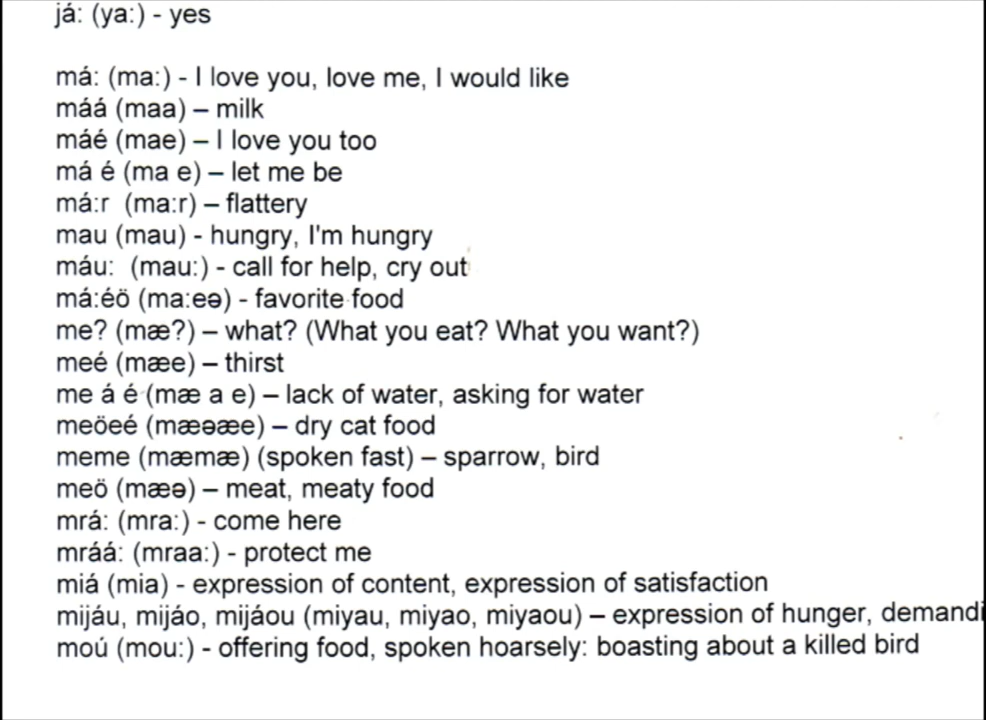 já: (ya:) - yes
má: (ma:) - I love you, love me, I would like
máá (maa) – milk
máé (mae) – I love you too
má é (ma e) – let me be
má:r (ma:r) – flattery
mau (mau) - hungry, I'm hungry
máu: (mau:) - call for help, cry out
má:éö (ma:eə) - favorite food
me? (mæ?) – what? (What you eat? What you want?)
meé (mæe) – thirst
me á é (mæ a e) – lack of water, asking for water
meöeé (mæəæe) – dry cat food
meme (mæmæ) (spoken fast) – sparrow, bird
meö (mæə) – meat, meaty food
mrá: (mra:) - come here
mráá: (mraa:) - protect me
miá (mia) - expression of content, expression of satisfaction
mijáu, mijáo, mijáou (miyau, miyao, miyaou) – expression of hunger, demandi
moú (mou:) - offering food, spoken hoarsely: boasting about a killed bird